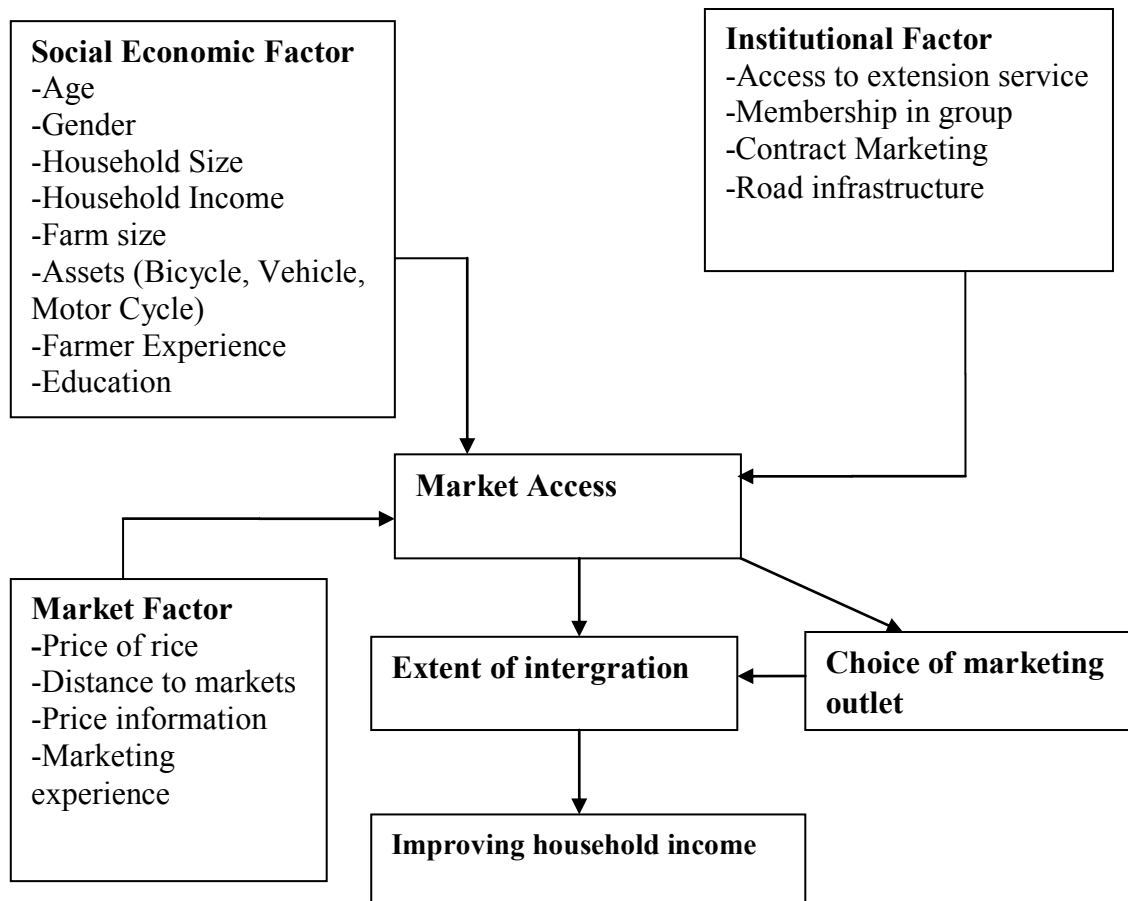 Social Economic Factor
-Age
-Gender
-Household Size
-Household Income
-Farm size
-Assets (Bicycle, Vehicle,
Motor Cycle)
-Farmer Experience
-Education
Institutional Factor
-Access to extension service
-Membership in group
-Contract Marketing
-Road infrastructure
Market Access
Market Factor
-Price of rice
-Distance to markets
-Price information
-Marketing
experience
Extent of intergration
Choice of marketing
outlet
Improving household income